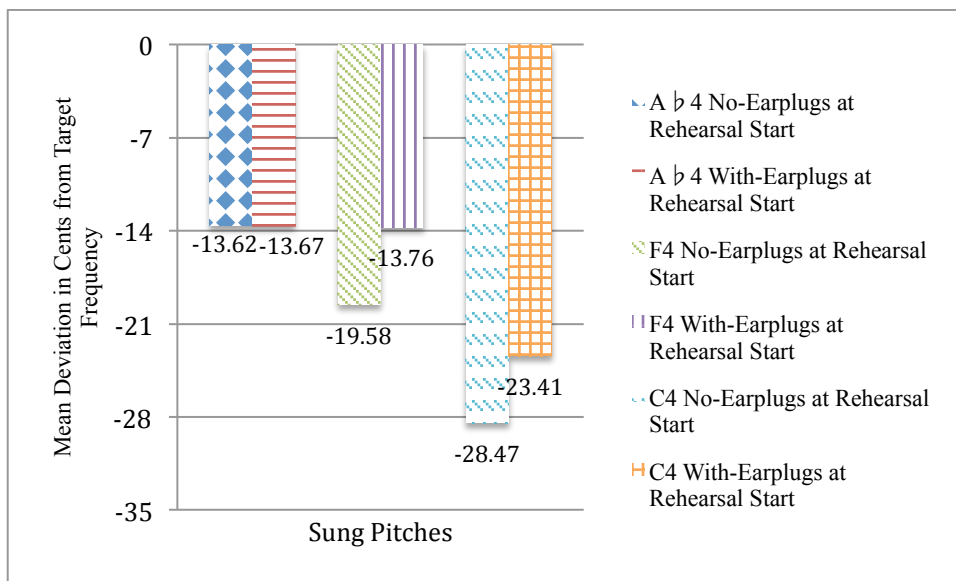 0
-7
-14
-21
-28
-35
Mean Deviation in Cents from Target
Frequency
-13.62
-13.67
-19.58
-13.76
-28.47
-23.41
Sung Pitches
A♭4 No-Earplugs at
Rehearsal Start
A♭4 With-Earplugs at
Rehearsal Start
F4 No-Earplugs at Rehearsal
Start
F4 With-Earplugs at
Rehearsal Start
C4 No-Earplugs at Rehearsal
Start
C4 With-Earplugs at
Rehearsal Start